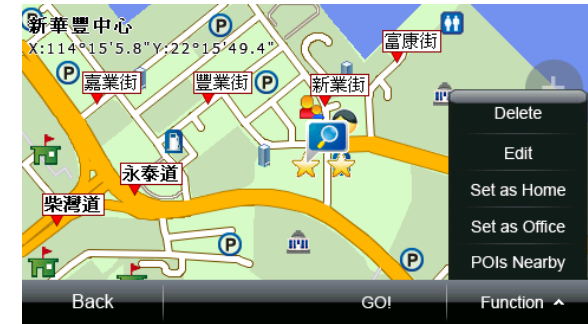 新華豐中心
X:114°15'5.8"Y:22°15'49.4"
富康街
P
P
嘉業街
豐業街
P
新業街
Delete
Edit
永泰道
Set as Home
柴灣道
Set as Office
P
P
POIs Nearby
Back
GO!
Function